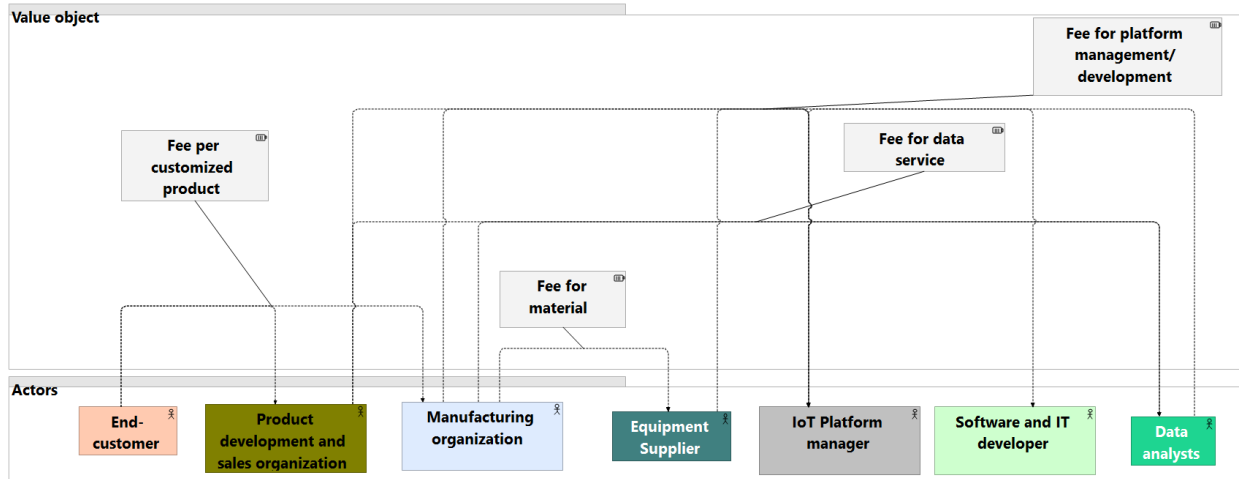 Value object
Fee for platform
management/
development
Fee per
customized
product
Fee for data
service
Fee for
material
Actors
End-
customer
Product
development and
sales organization
Manufacturing
organization
Equipment
Supplier
IoT Platform
manager
Software and IT
developer
Data
analysts